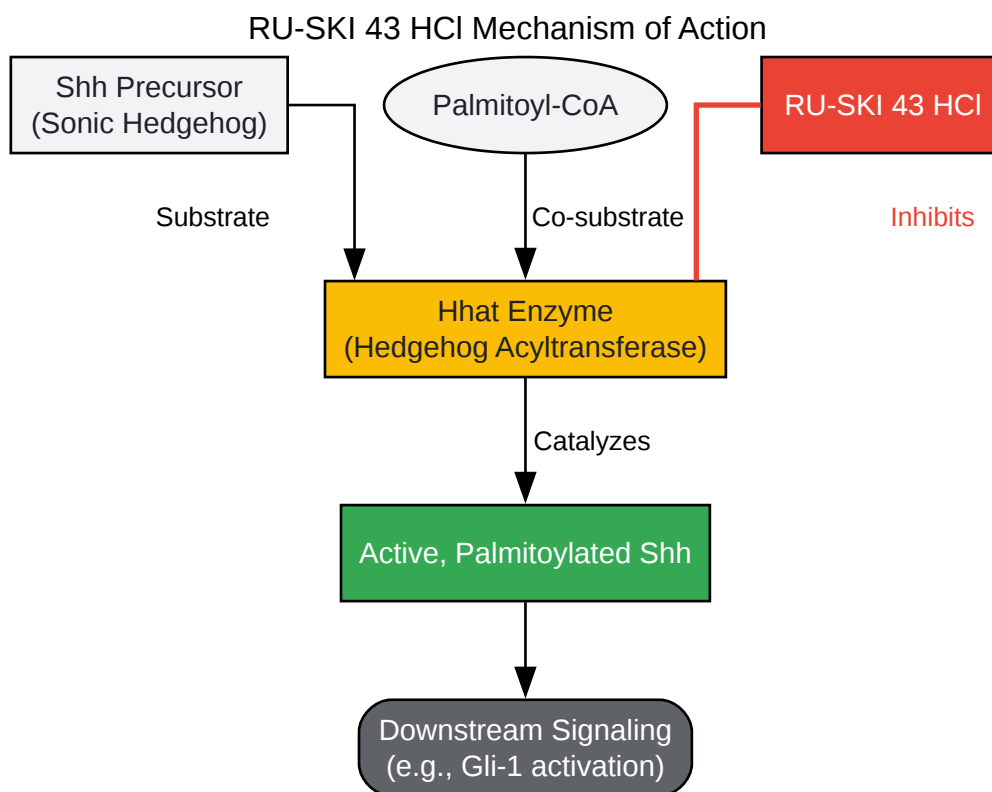 RU-SKI 43 HCl Mechanism of Action
Shh Precursor
(Sonic Hedgehog)
Palmitoyl-CoA
RU-SKI 43 HCl
Substrate
Co-substrate
Inhibits
Hhat Enzyme
(Hedgehog Acyltransferase)
Catalyzes
Active, Palmitoylated Shh
Downstream Signaling
(e.g., Gli-1 activation)